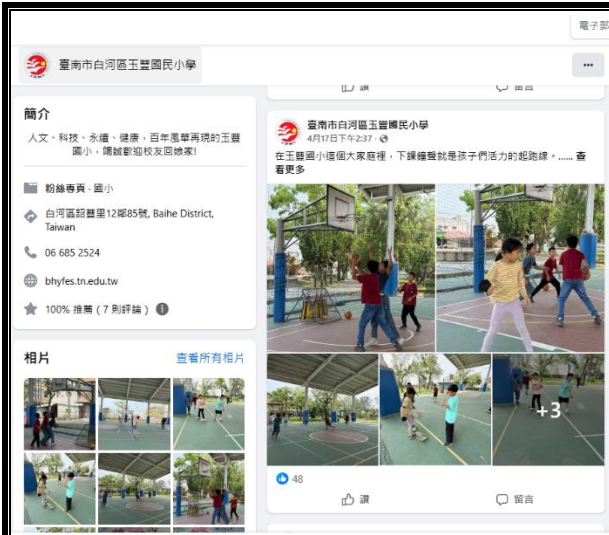 電子郵
臺南市白河區玉豐國民小學
讚 留言
簡介
人文、科技、永續、健康，百年風華再現的玉豐
國小，竭誠歡迎校友回娘家!
粉絲專頁 · 國小
白河區詔豐里12鄰85號, Baihe District,
Taiwan
06 685 2524
bhyfes.tn.edu.tw
100% 推薦（7 則評論）
相片 查看所有相片
臺南市白河區玉豐國民小學
4月17日下午2:37 ·
在玉豐國小這個大家庭裡，下課鐘聲就是孩子們活力的起跑線。...... 查
看更多
+3
48
讚 留言